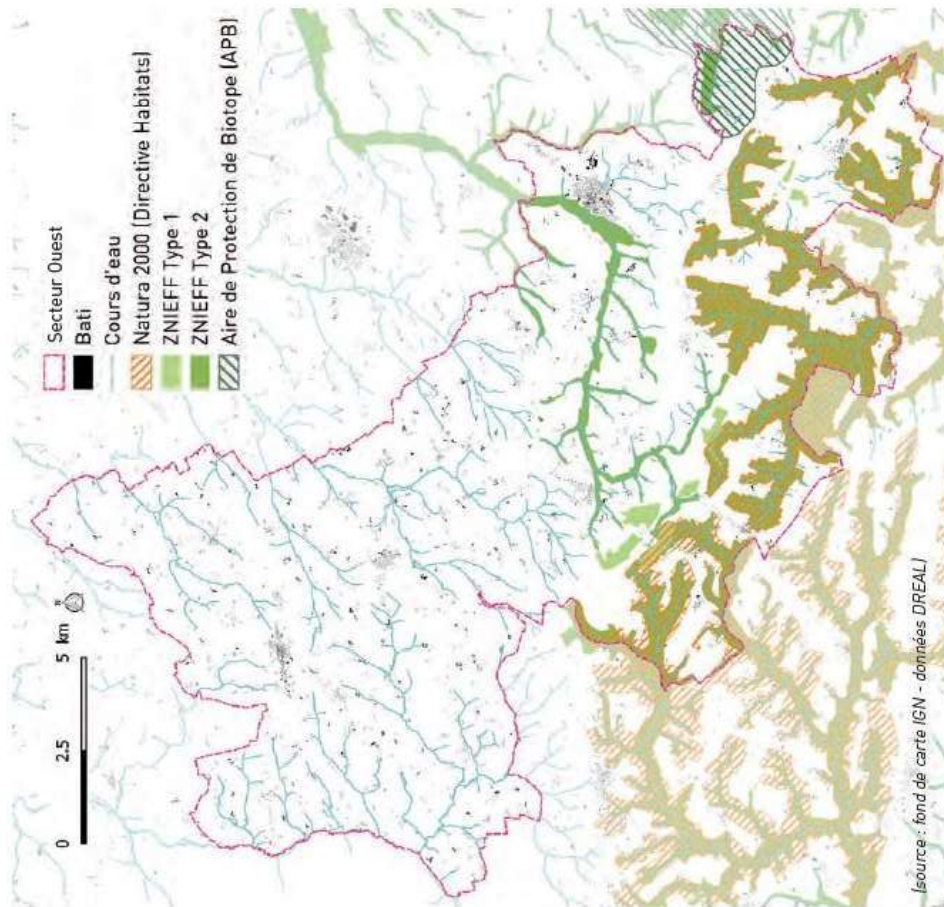 Secteur Ouest
Bati
Cours d'eau
Natura 2000 (Directive Habitats)
ZNIEFF Type 1
ZNIEFF Type 2
Aire de Protection de Biotope (APB)
0 2,5 5 km
N
(source : fond de carte IGN - données DREAL)